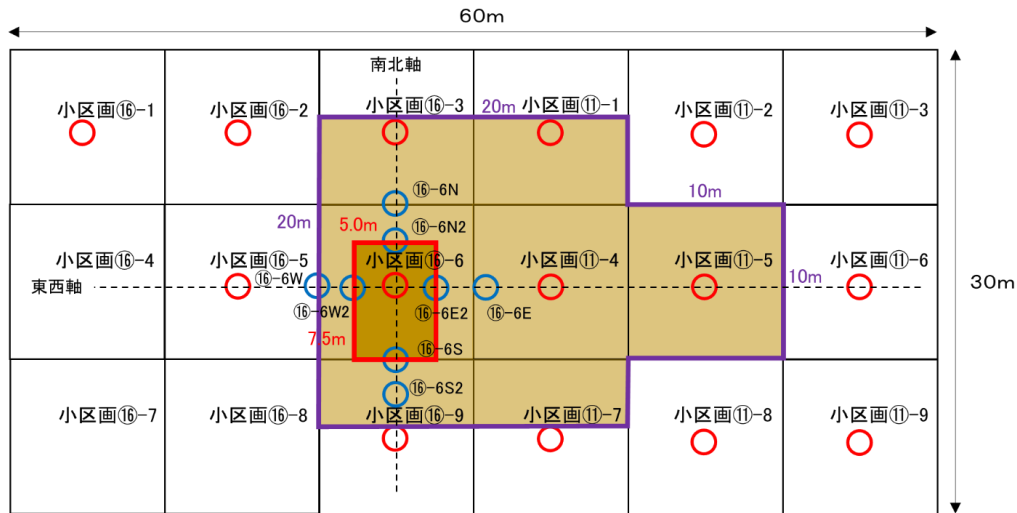 60m
南北軸
小区画⑯-1
小区画⑯-2
小区画⑯-3
20m
小区画⑪-1
小区画⑪-2
小区画⑪-3
⑯-6N
10m
20m
5.0m
⑯-6N2
小区画⑯-4
小区画⑯-5
小区画⑯-6
小区画⑪-4
小区画⑪-5
小区画⑪-6
東西軸
⑯-6W
10m
30m
⑯-6W2
⑯-6E2
⑯-6E
7.5m
⑯-6S
⑯-6S2
小区画⑯-7
小区画⑯-8
小区画⑯-9
小区画⑪-7
小区画⑪-8
小区画⑪-9